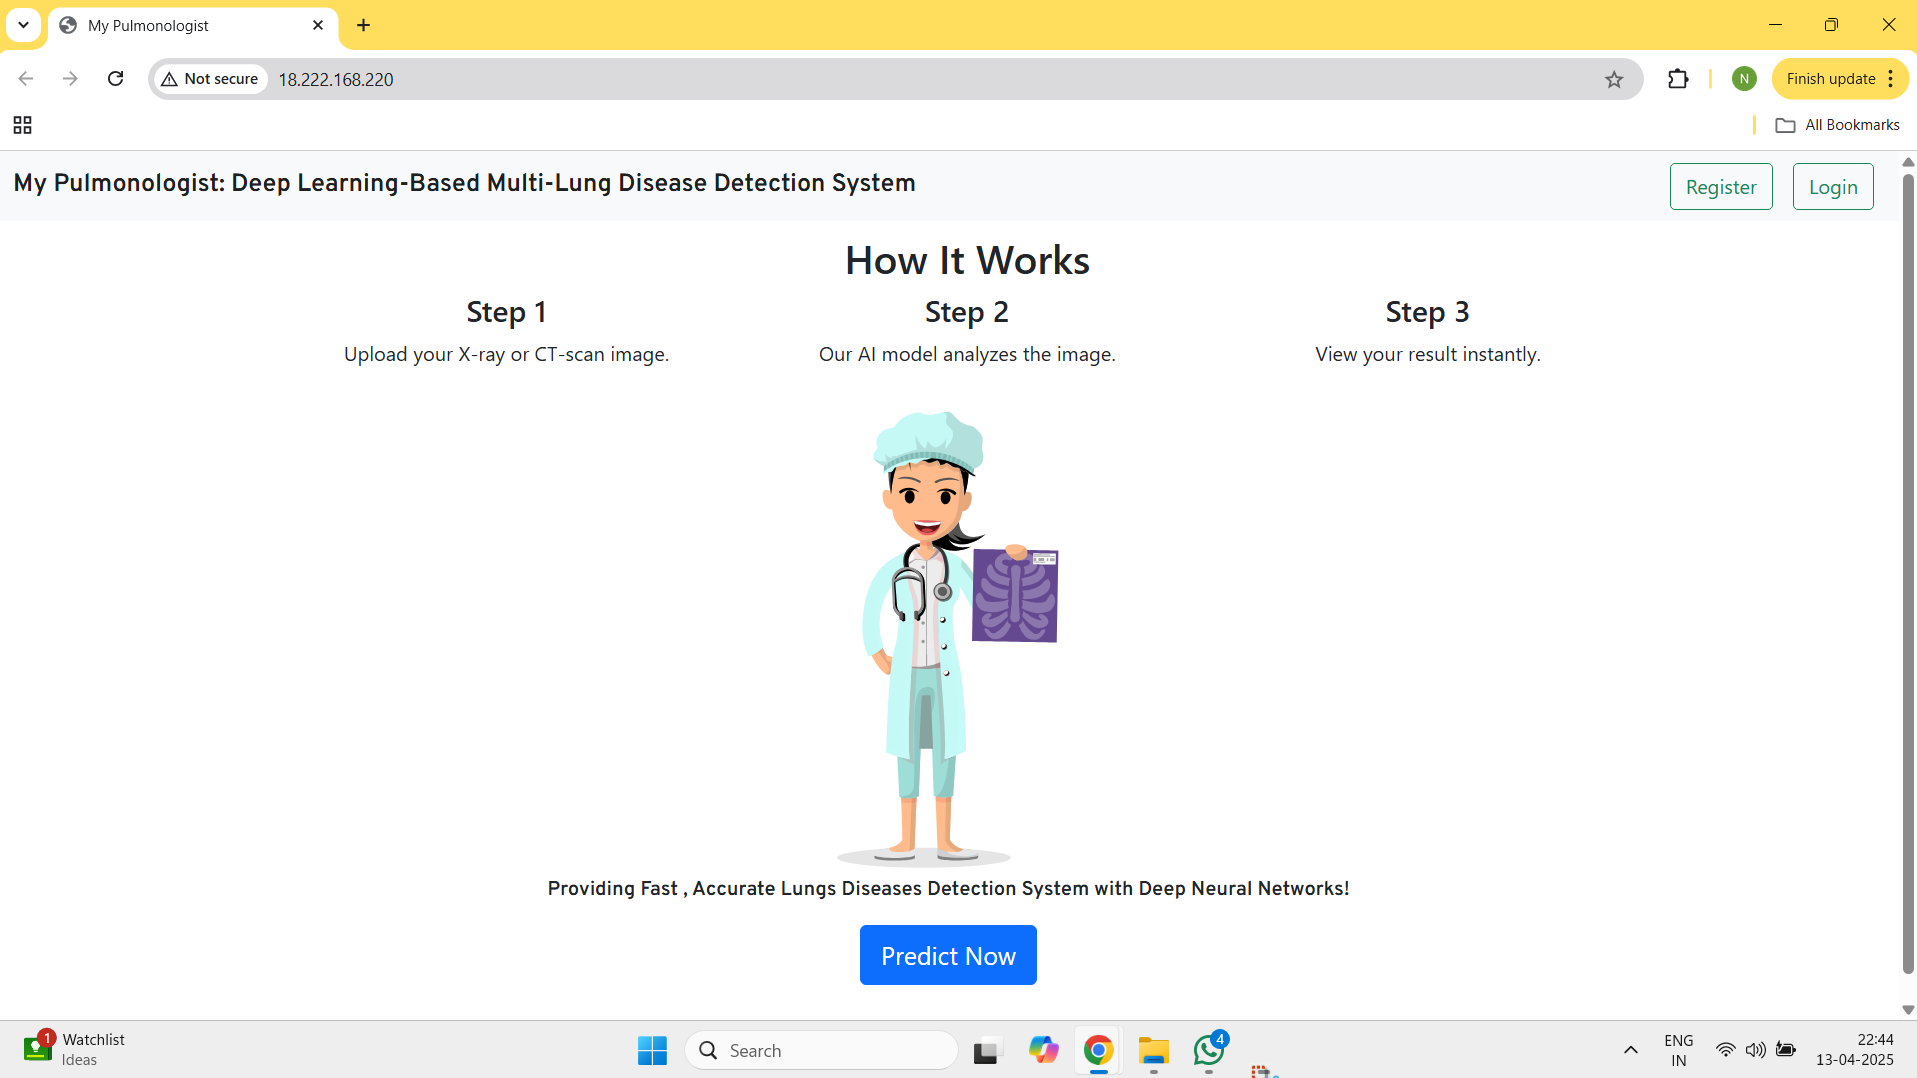 My Pulmonologist
Not secure
18.222.168.220
N
Finish update
All Bookmarks
My Pulmonologist: Deep Learning-Based Multi-Lung Disease Detection System
Register
Login
How It Works
Step 1
Step 2
Step 3
Upload your X-ray or CT-scan image.
Our AI model analyzes the image.
View your result instantly.
Providing Fast , Accurate Lungs Diseases Detection System with Deep Neural Networks!
Predict Now
1
Watchlist
Ideas
Search
4
ENG
IN
22:44
13-04-2025